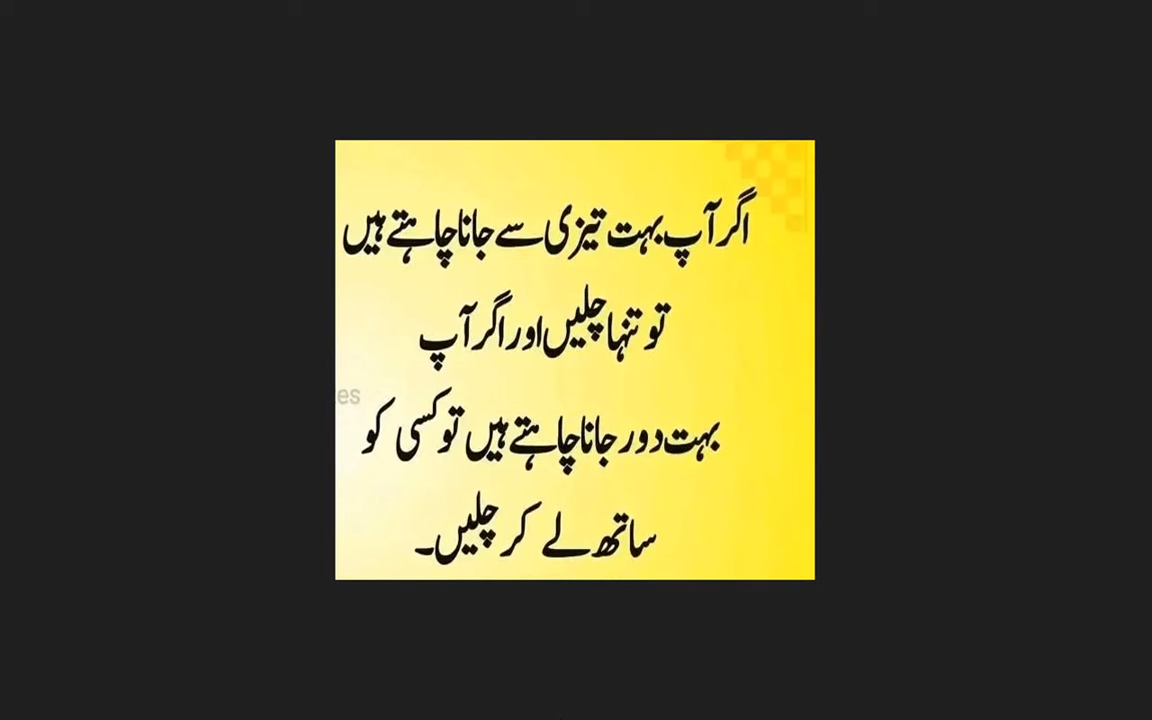 اگر آپ بہت تیزی سے جانا چاہتے ہیں
تو تنہا چلیں اور اگر آپ
بہت دور جانا چاہتے ہیں تو کسی کو
ساتھ لے کر چلیں۔
es